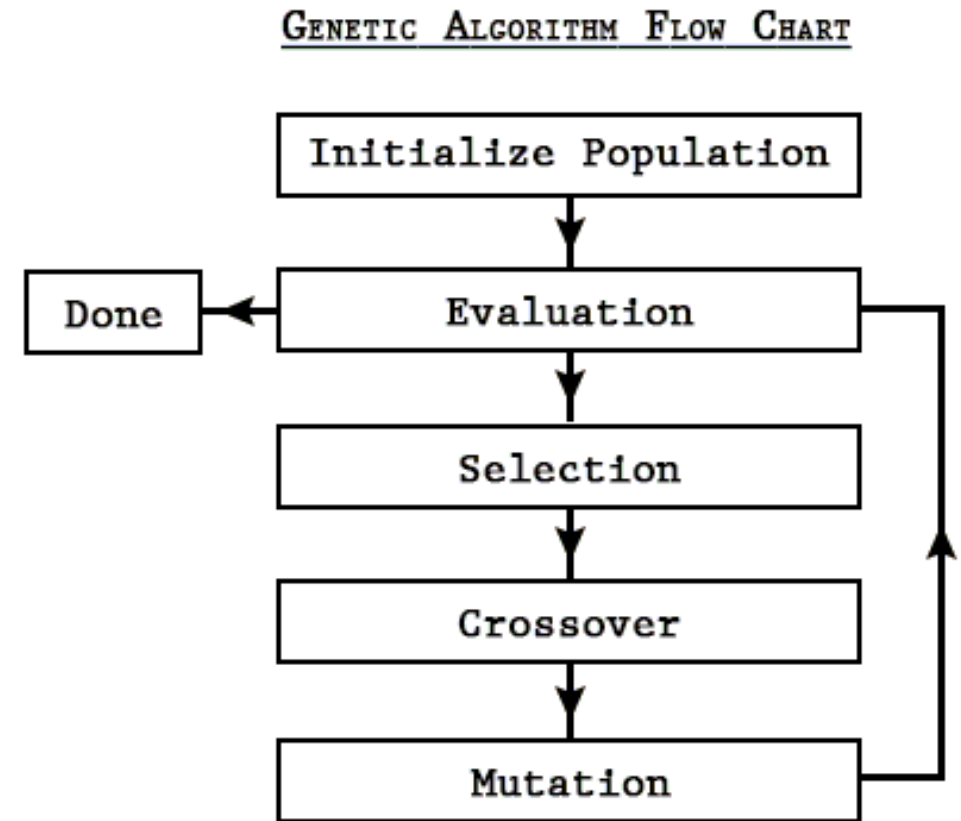 Genetic Algorithm Flow Chart
Initialize Population
Done
Evaluation
Selection
Crossover
Mutation